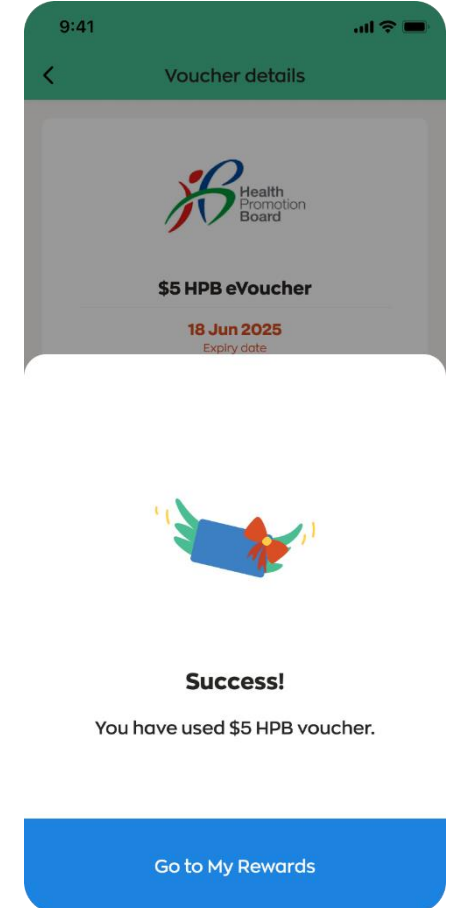 9:41
Voucher details
Health
Promotion
Board
$5 HPB eVoucher
18 Jun 2025
Expiry date
Success!
You have used $5 HPB voucher.
Go to My Rewards